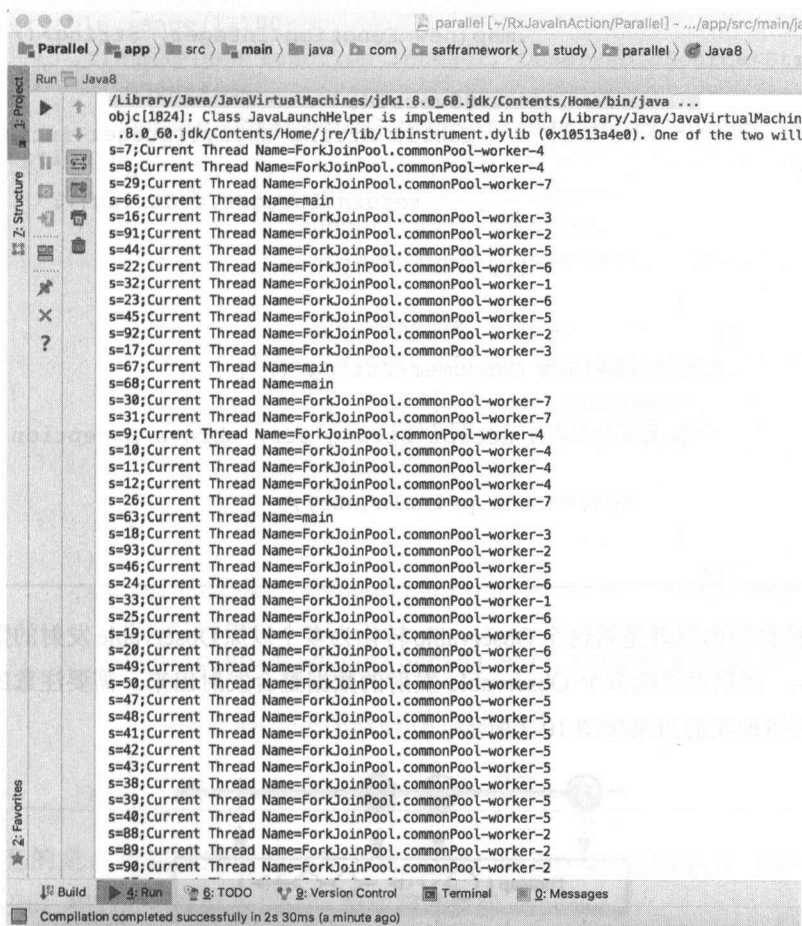 parallel [~/RxJavaInAction/Parallel] - .../app/src/main/ja
Parallel app src main java com safframework study parallel Java8
Run Java8
1: Project
Z: Structure
2: Favorites
/Library/Java/JavaVirtualMachines/jdk1.8.0_60.jdk/Contents/Home/bin/java ...
objc[1824]: Class JavaLaunchHelper is implemented in both /Library/Java/JavaVirtualMachin
.8.0_60.jdk/Contents/Home/jre/lib/libinstrument.dylib (0x10513a4e0). One of the two will
s=7;Current Thread Name=ForkJoinPool.commonPool-worker-4
s=8;Current Thread Name=ForkJoinPool.commonPool-worker-4
s=29;Current Thread Name=ForkJoinPool.commonPool-worker-7
s=66;Current Thread Name=main
s=16;Current Thread Name=ForkJoinPool.commonPool-worker-3
s=91;Current Thread Name=ForkJoinPool.commonPool-worker-2
s=44;Current Thread Name=ForkJoinPool.commonPool-worker-5
s=22;Current Thread Name=ForkJoinPool.commonPool-worker-6
s=32;Current Thread Name=ForkJoinPool.commonPool-worker-1
s=23;Current Thread Name=ForkJoinPool.commonPool-worker-6
s=45;Current Thread Name=ForkJoinPool.commonPool-worker-5
s=92;Current Thread Name=ForkJoinPool.commonPool-worker-2
s=17;Current Thread Name=ForkJoinPool.commonPool-worker-3
s=67;Current Thread Name=main
s=68;Current Thread Name=main
s=30;Current Thread Name=ForkJoinPool.commonPool-worker-7
s=31;Current Thread Name=ForkJoinPool.commonPool-worker-7
s=9;Current Thread Name=ForkJoinPool.commonPool-worker-4
s=10;Current Thread Name=ForkJoinPool.commonPool-worker-4
s=11;Current Thread Name=ForkJoinPool.commonPool-worker-4
s=12;Current Thread Name=ForkJoinPool.commonPool-worker-4
s=26;Current Thread Name=ForkJoinPool.commonPool-worker-7
s=63;Current Thread Name=main
s=18;Current Thread Name=ForkJoinPool.commonPool-worker-3
s=93;Current Thread Name=ForkJoinPool.commonPool-worker-2
s=46;Current Thread Name=ForkJoinPool.commonPool-worker-5
s=24;Current Thread Name=ForkJoinPool.commonPool-worker-6
s=33;Current Thread Name=ForkJoinPool.commonPool-worker-1
s=25;Current Thread Name=ForkJoinPool.commonPool-worker-6
s=19;Current Thread Name=ForkJoinPool.commonPool-worker-6
s=20;Current Thread Name=ForkJoinPool.commonPool-worker-6
s=49;Current Thread Name=ForkJoinPool.commonPool-worker-5
s=50;Current Thread Name=ForkJoinPool.commonPool-worker-5
s=47;Current Thread Name=ForkJoinPool.commonPool-worker-5
s=48;Current Thread Name=ForkJoinPool.commonPool-worker-5
s=41;Current Thread Name=ForkJoinPool.commonPool-worker-5
s=42;Current Thread Name=ForkJoinPool.commonPool-worker-5
s=43;Current Thread Name=ForkJoinPool.commonPool-worker-5
s=38;Current Thread Name=ForkJoinPool.commonPool-worker-5
s=39;Current Thread Name=ForkJoinPool.commonPool-worker-5
s=40;Current Thread Name=ForkJoinPool.commonPool-worker-5
s=88;Current Thread Name=ForkJoinPool.commonPool-worker-2
s=89;Current Thread Name=ForkJoinPool.commonPool-worker-2
s=90;Current Thread Name=ForkJoinPool.commonPool-worker-2
Build 4: Run 6: TODO 9: Version Control Terminal 0: Messages
Compilation completed successfully in 2s 30ms (a minute ago)